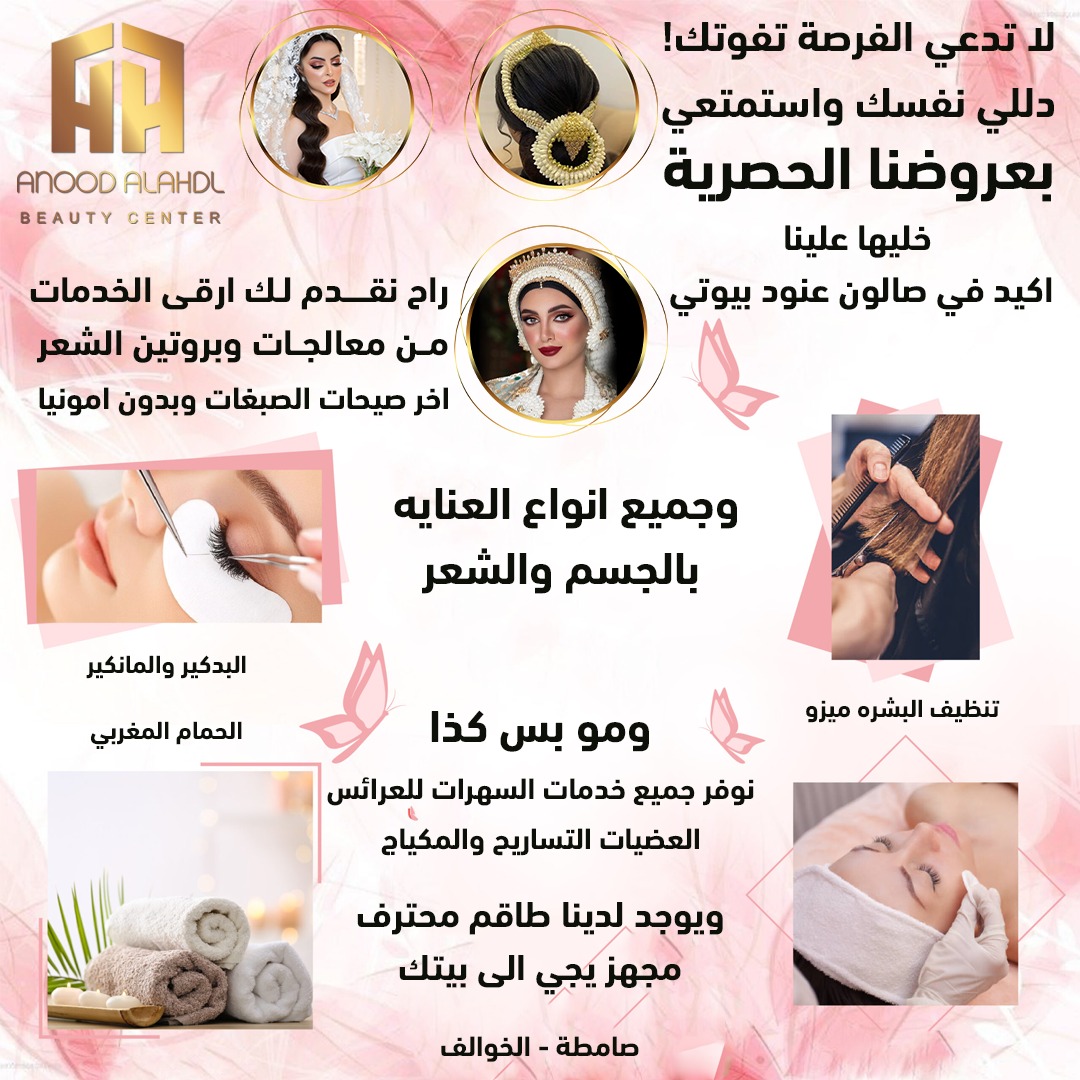 ANOOD ALAHDL
BEAUTY CENTER
لا تدعي الفرصة تفوتك!
دللي نفسك واستمتعي
بعروضنا الحصرية
خليها علينا
اكيد في صالون عنود بيوتي
راح نقـــدم لك ارقى الخدمات
مـن معالجـات وبروتين الشعر
اخر صيحات الصبغات وبدون امونيا
وجميع انواع العنايه
بالجسم والشعر
البدكير والمانكير
الحمام المغربي
تنظيف البشره ميزو
ومو بس كذا
نوفر جميع خدمات السهرات للعرائس
العضيات التساريح والمكياج
ويوجد لدينا طاقم محترف
مجهز يجي الى بيتك
صامطة - الخوالف